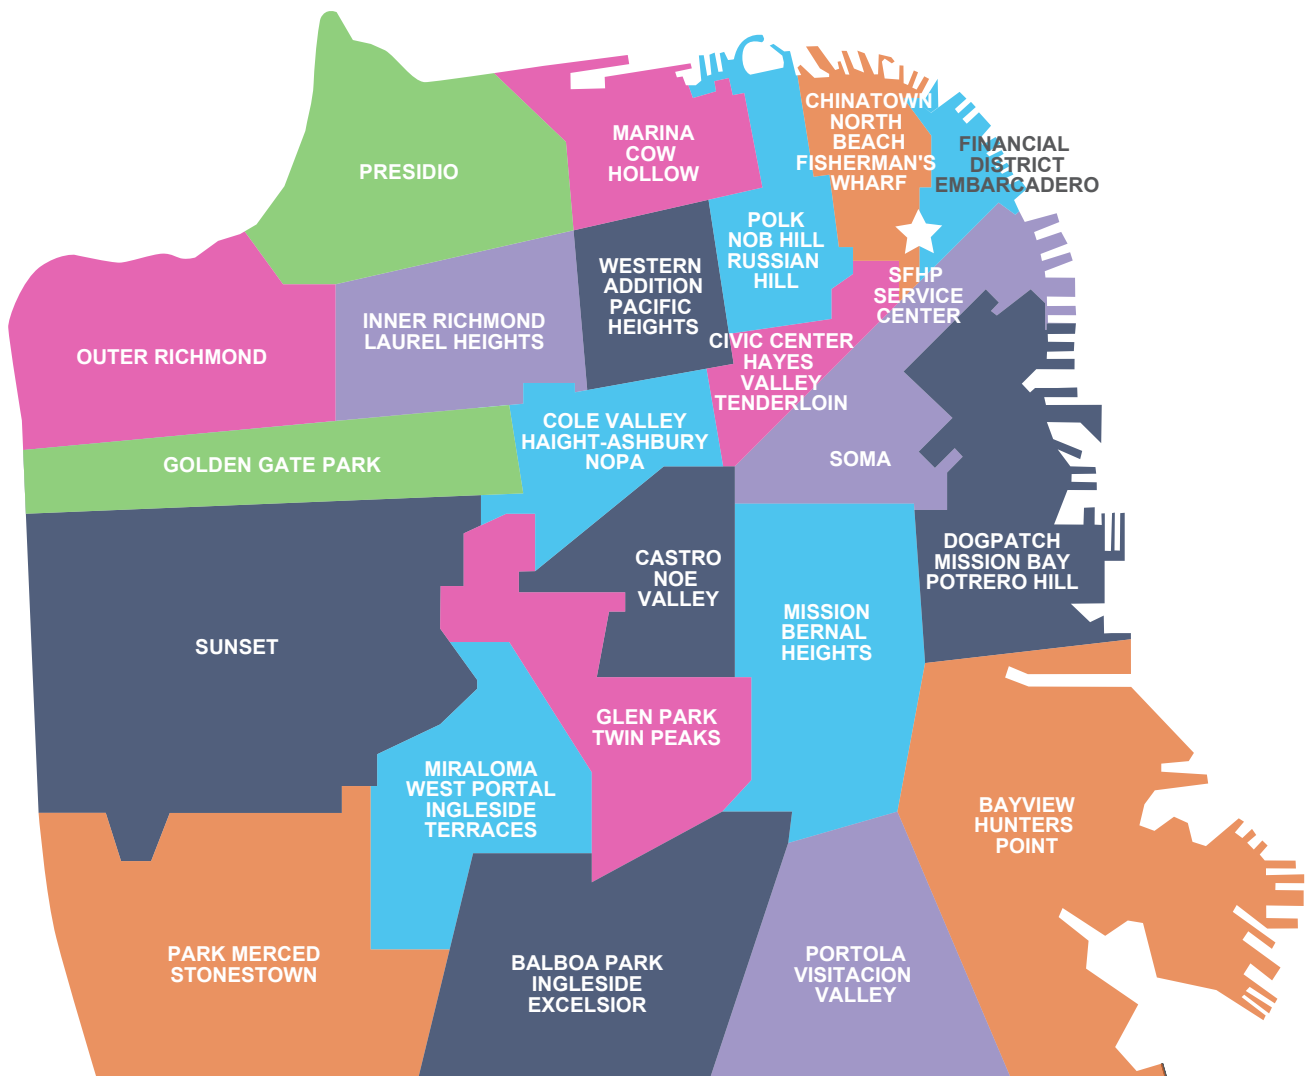 CHINATOWN
NORTH
BEACH
FISHERMAN'S
WHARF
MARINA
COW
HOLLOW
FINANCIAL
DISTRICT
EMBARCADERO
PRESIDIO
POLK
NOB HILL
RUSSIAN
HILL
WESTERN
ADDITION
PACIFIC
HEIGHTS
SFHP
SERVICE
CENTER
INNER RICHMOND
LAUREL HEIGHTS
OUTER RICHMOND
CIVIC CENTER
HAYES
VALLEY
TENDERLOIN
COLE VALLEY
HAIGHT-ASHBURY
NOPA
GOLDEN GATE PARK
SOMA
DOGPATCH
MISSION BAY
POTRERO HILL
CASTRO
NOE
VALLEY
MISSION
BERNAL
HEIGHTS
SUNSET
GLEN PARK
TWIN PEAKS
MIRALOMA
WEST PORTAL
INGLESIDE
TERRACES
BAYVIEW
HUNTERS
POINT
PARK MERCED
STONESTOWN
BALBOA PARK
INGLESIDE
EXCELSIOR
PORTOLA
VISITACION
VALLEY